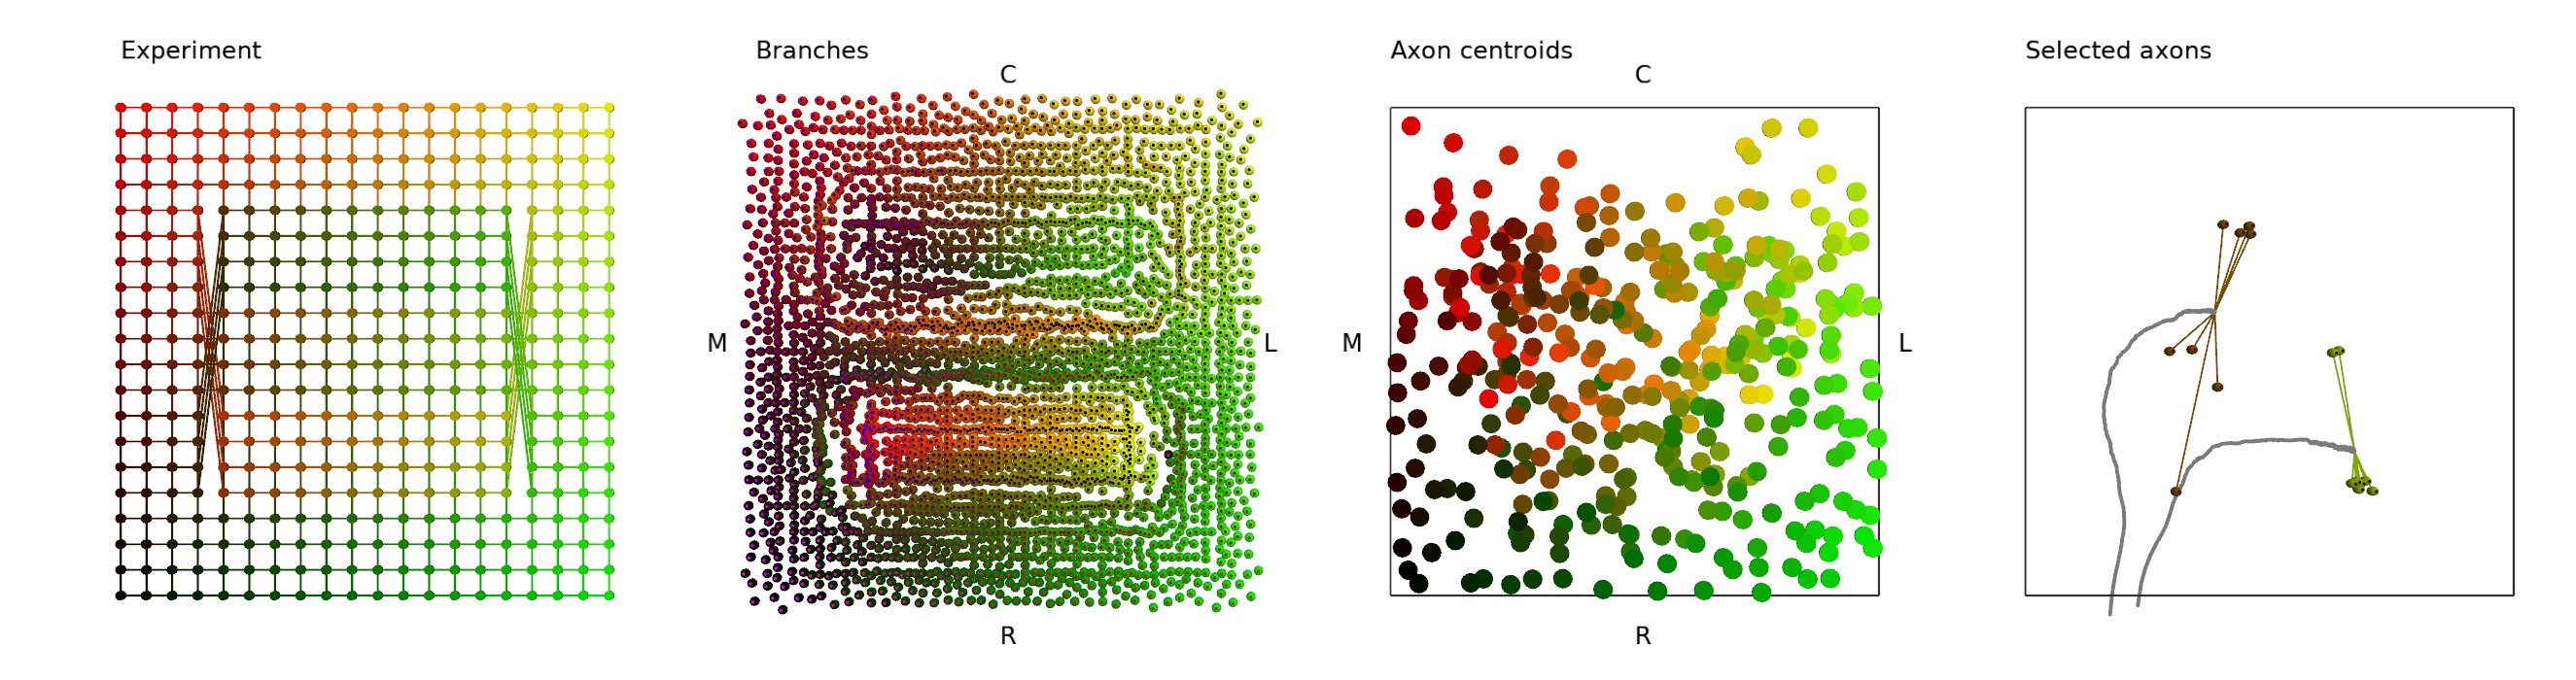 Experiment
Branches
Axon centroids
Selected axons
C
C
M
L
M
L
R
R